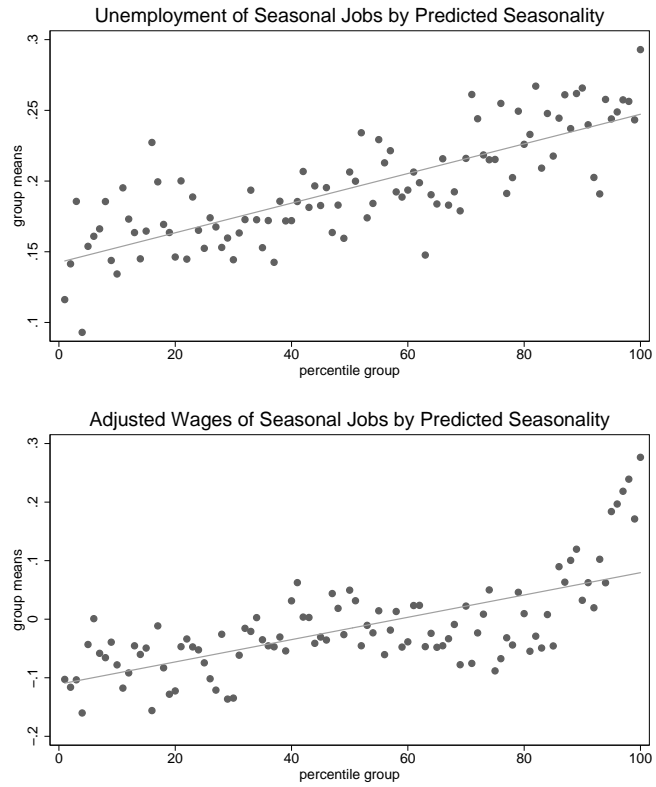 Unemployment of Seasonal Jobs by Predicted Seasonality
.3
.25
.2
.15
.1
group means
0 20 40 60 80 100
percentile group
Adjusted Wages of Seasonal Jobs by Predicted Seasonality
.3
.2
.1
0
-.1
-.2
group means
0 20 40 60 80 100
percentile group